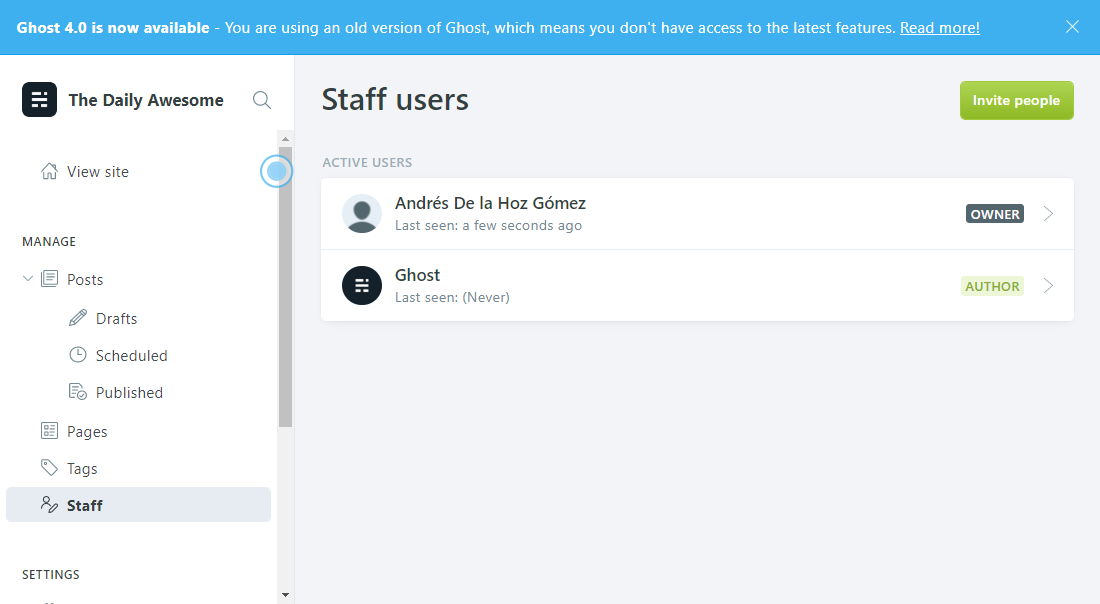 Ghost 4.0 is now available - You are using an old version of Ghost, which means you don't have access to the latest features. Read more!
The Daily Awesome
View site
MANAGE
Posts
Drafts
Scheduled
Published
Pages
Tags
Staff
SETTINGS
Staff users
Invite people
ACTIVE USERS
Andrés De la Hoz Gómez
Last seen: a few seconds ago
OWNER
Ghost
Last seen: (Never)
AUTHOR